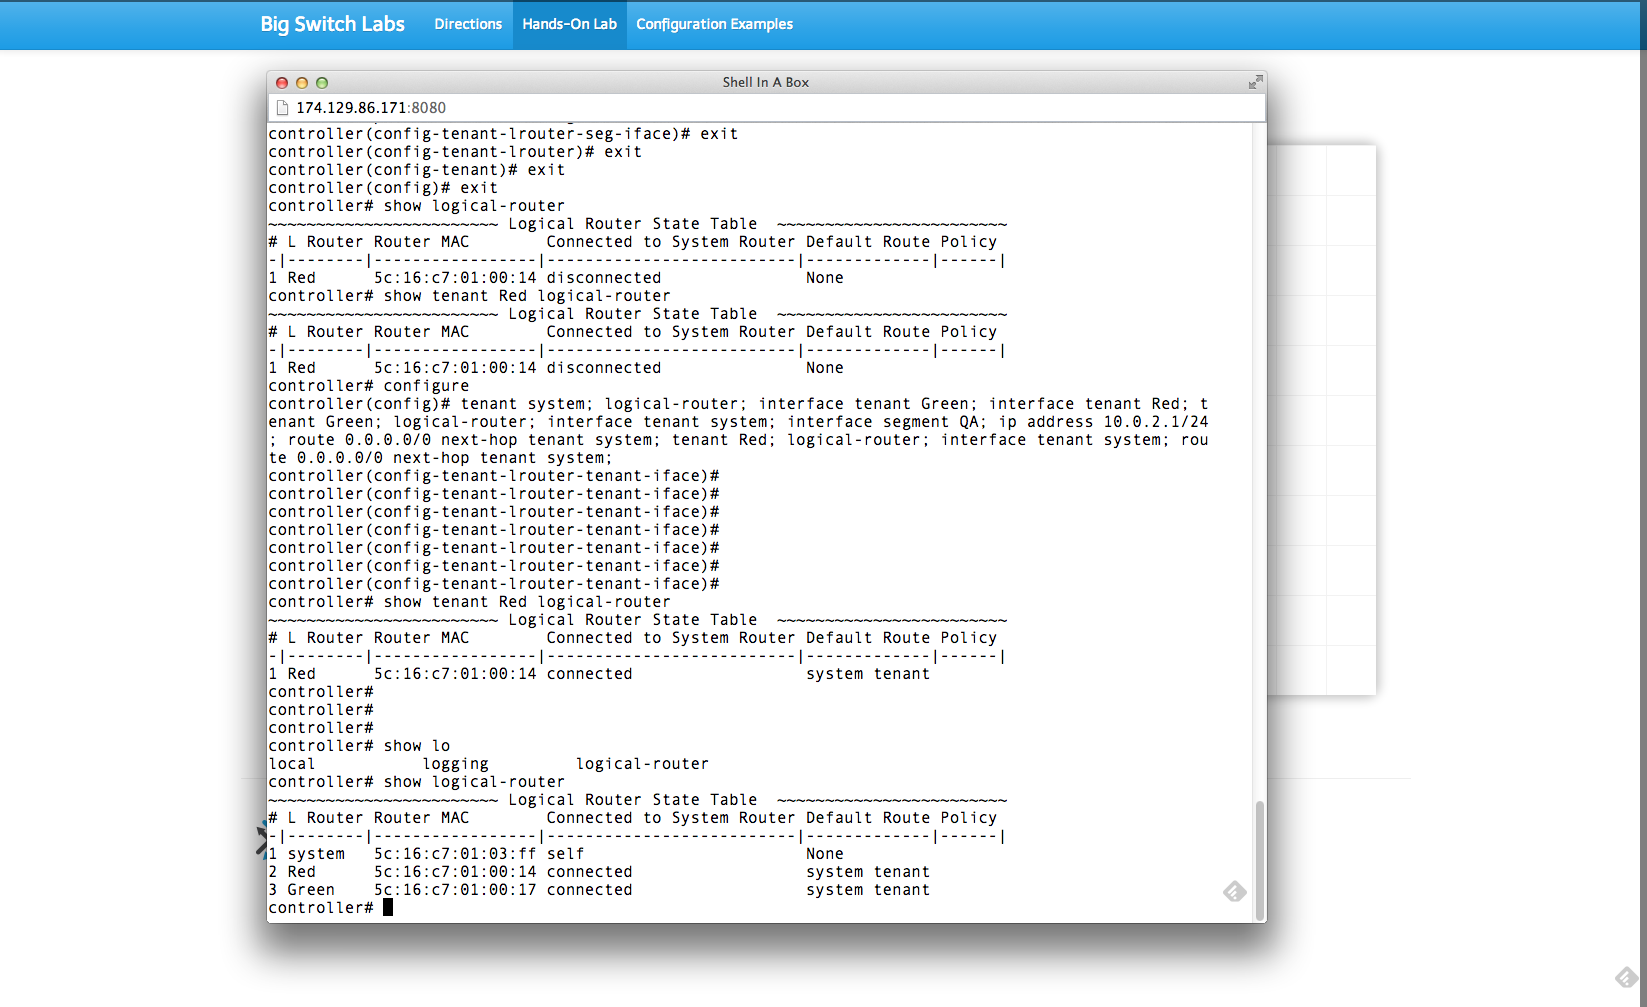 Big Switch Labs Directions Hands-On Lab Configuration Examples
Shell In A Box
174.129.86.171:8080
controller(config-tenant-lrouter-seg-iface)# exit
controller(config-tenant-lrouter)# exit
controller(config-tenant)# exit
controller(config)# exit
controller# show logical-router
~~~~~~~~~~~~~~~~~~~~~~~~ Logical Router State Table  ~~~~~~~~~~~~~~~~~~~~~~~~
# L Router Router MAC        Connected to System Router Default Route Policy
-|--------|-----------------|--------------------------|-------------|------|
1 Red      5c:16:c7:01:00:14 disconnected               None
controller# show tenant Red logical-router
~~~~~~~~~~~~~~~~~~~~~~~~ Logical Router State Table  ~~~~~~~~~~~~~~~~~~~~~~~~
# L Router Router MAC        Connected to System Router Default Route Policy
-|--------|-----------------|--------------------------|-------------|------|
1 Red      5c:16:c7:01:00:14 disconnected               None
controller# configure
controller(config)# tenant system; logical-router; interface tenant Green; interface tenant Red; t
enant Green; logical-router; interface tenant system; interface segment QA; ip address 10.0.2.1/24
; route 0.0.0.0/0 next-hop tenant system; tenant Red; logical-router; interface tenant system; rou
te 0.0.0.0/0 next-hop tenant system;
controller(config-tenant-lrouter-tenant-iface)#
controller(config-tenant-lrouter-tenant-iface)#
controller(config-tenant-lrouter-tenant-iface)#
controller(config-tenant-lrouter-tenant-iface)#
controller(config-tenant-lrouter-tenant-iface)#
controller(config-tenant-lrouter-tenant-iface)#
controller(config-tenant-lrouter-tenant-iface)#
controller# show tenant Red logical-router
~~~~~~~~~~~~~~~~~~~~~~~~ Logical Router State Table  ~~~~~~~~~~~~~~~~~~~~~~~~
# L Router Router MAC        Connected to System Router Default Route Policy
-|--------|-----------------|--------------------------|-------------|------|
1 Red      5c:16:c7:01:00:14 connected                  system tenant
controller#
controller#
controller#
controller# show lo
local           logging         logical-router
controller# show logical-router
~~~~~~~~~~~~~~~~~~~~~~~~ Logical Router State Table  ~~~~~~~~~~~~~~~~~~~~~~~~
# L Router Router MAC        Connected to System Router Default Route Policy
-|--------|-----------------|--------------------------|-------------|------|
1 system   5c:16:c7:01:03:ff self                       None
2 Red      5c:16:c7:01:00:14 connected                  system tenant
3 Green    5c:16:c7:01:00:17 connected                  system tenant
controller#